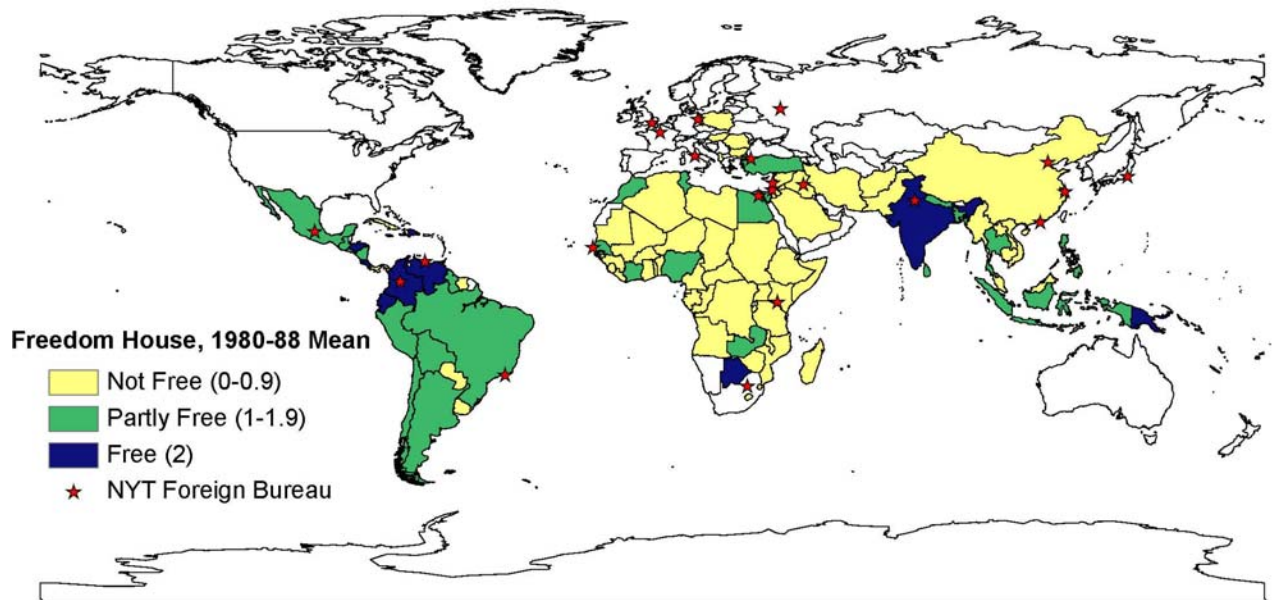 Freedom House, 1980-88 Mean
Not Free (0-0.9)
Partly Free (1-1.9)
Free (2)
NYT Foreign Bureau